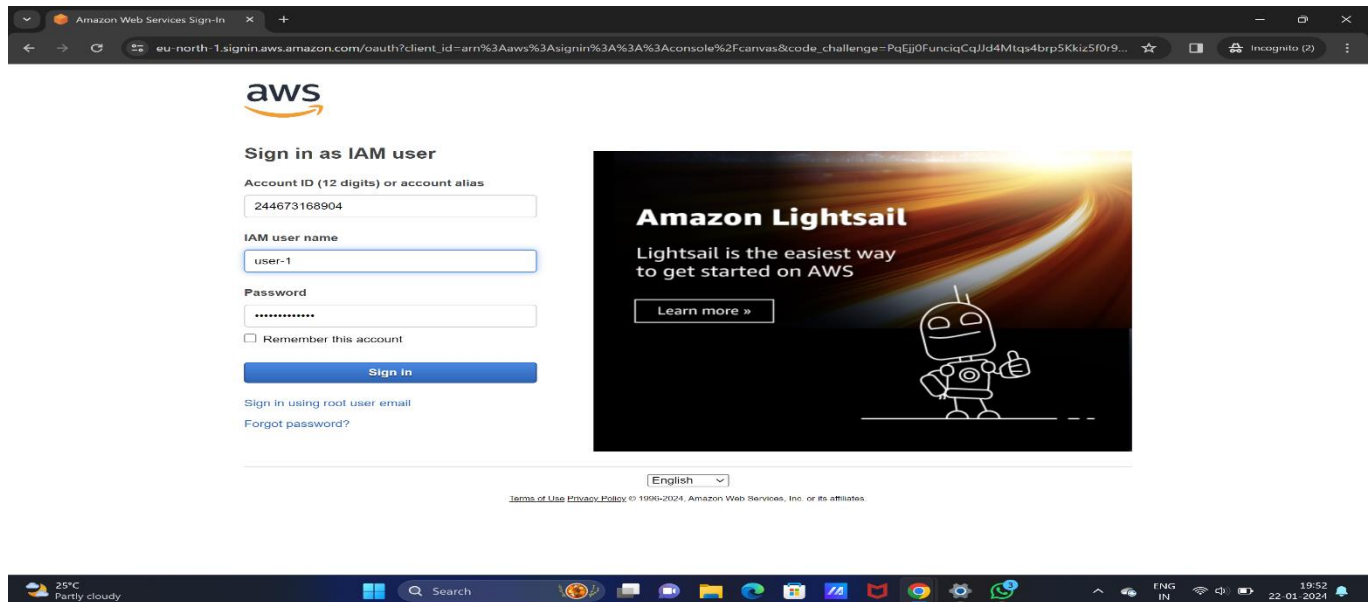 Amazon Web Services Sign-In
eu-north-1.signin.aws.amazon.com/oauth?client_id=arn%3Aaws%3Asignin%3A%3A%3Aconsole%2Fcanvas&code_challenge=PqEjj0FunciqCqJJd4Mtqs4brp5Kkiz5f0r9...
Incognito (2)
aws
Sign in as IAM user
Account ID (12 digits) or account alias
244673168904
IAM user name
user-1
Password
•••••••••••••
Remember this account
Sign in
Sign in using root user email
Forgot password?
Amazon Lightsail
Lightsail is the easiest way
to get started on AWS
Learn more »
English
Terms of Use Privacy Policy © 1996-2024, Amazon Web Services, Inc. or its affiliates.
25°C
Partly cloudy
Search
3
ENG
IN
19:52
22-01-2024